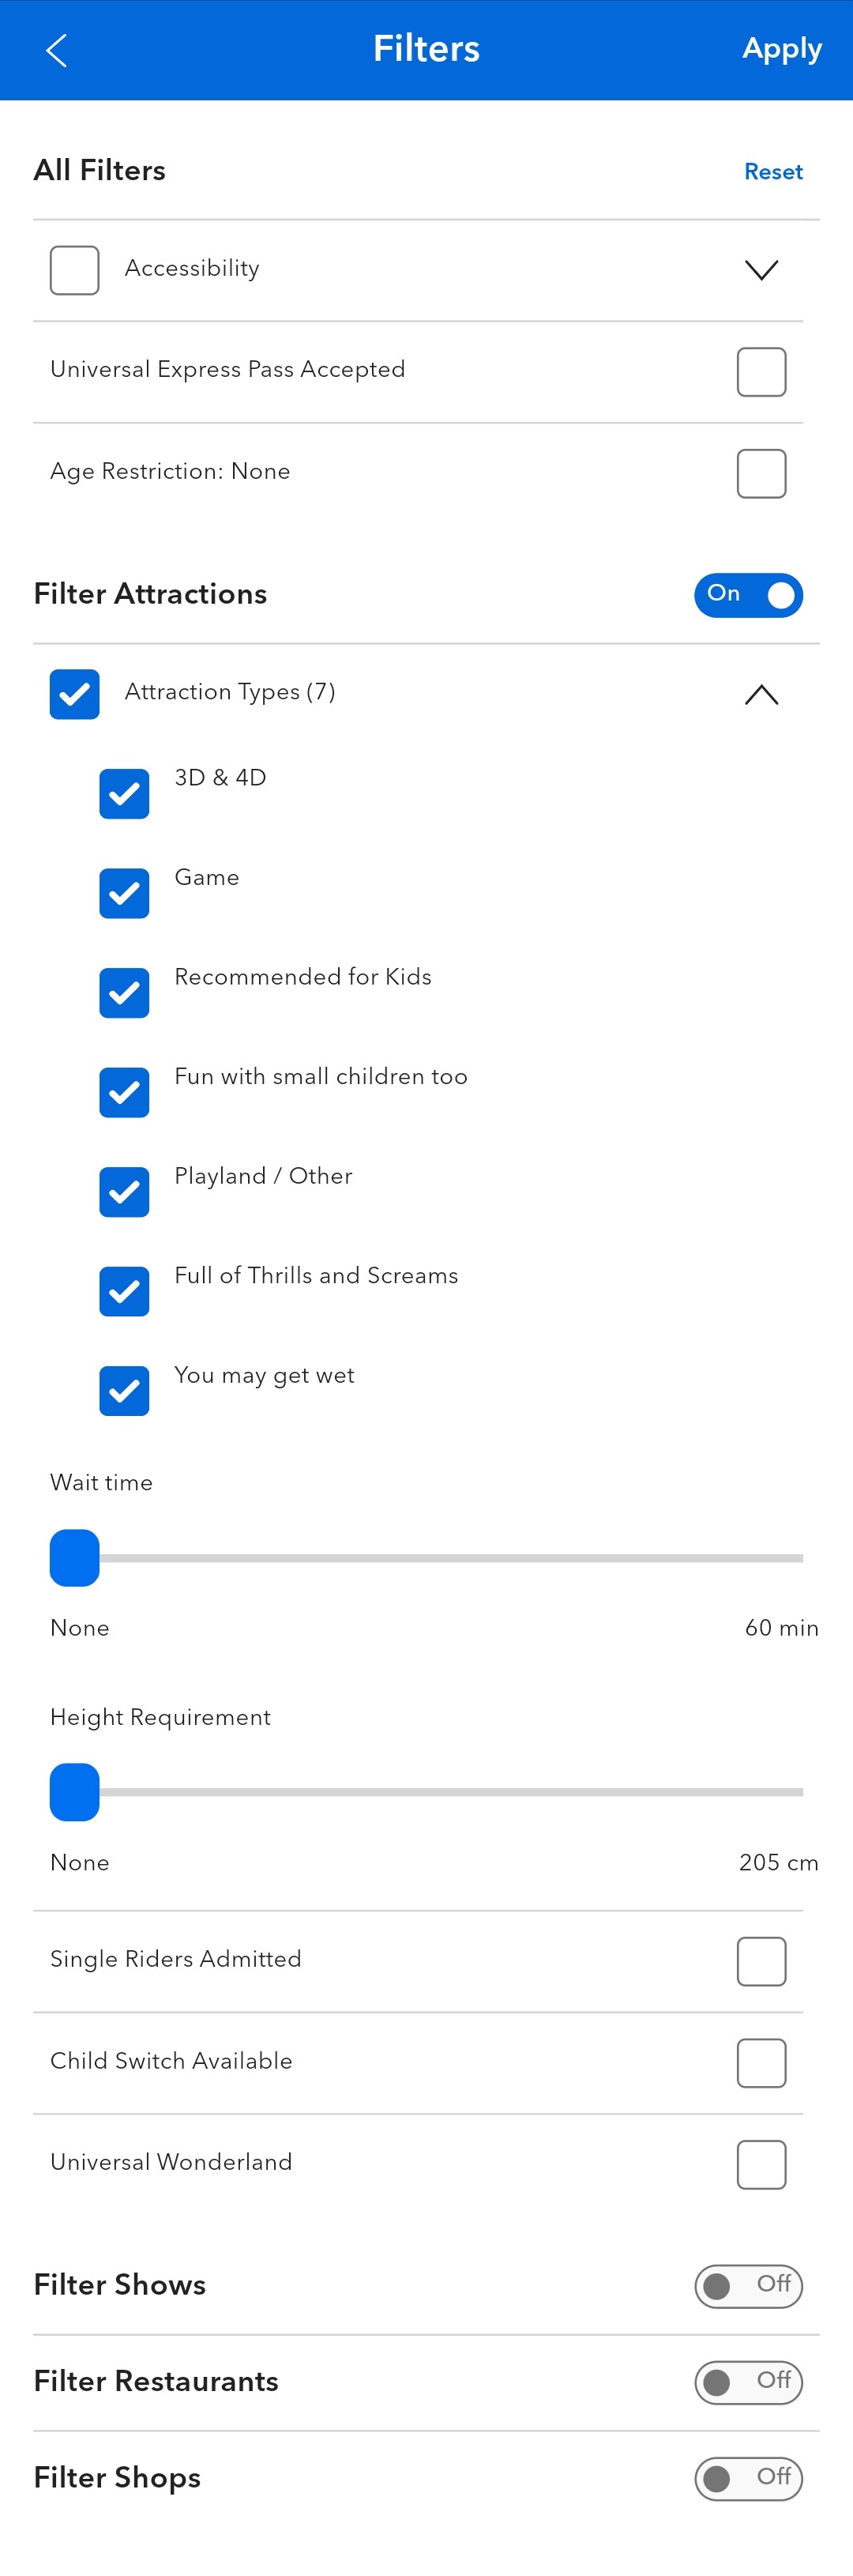 Filters
Apply
All Filters
Reset
Accessibility
Universal Express Pass Accepted
Age Restriction: None
Filter Attractions
On
Attraction Types (7)
3D & 4D
Game
Recommended for Kids
Fun with small children too
Playland / Other
Full of Thrills and Screams
You may get wet
Wait time
None
60 min
Height Requirement
None
205 cm
Single Riders Admitted
Child Switch Available
Universal Wonderland
Filter Shows
Off
Filter Restaurants
Off
Filter Shops
Off